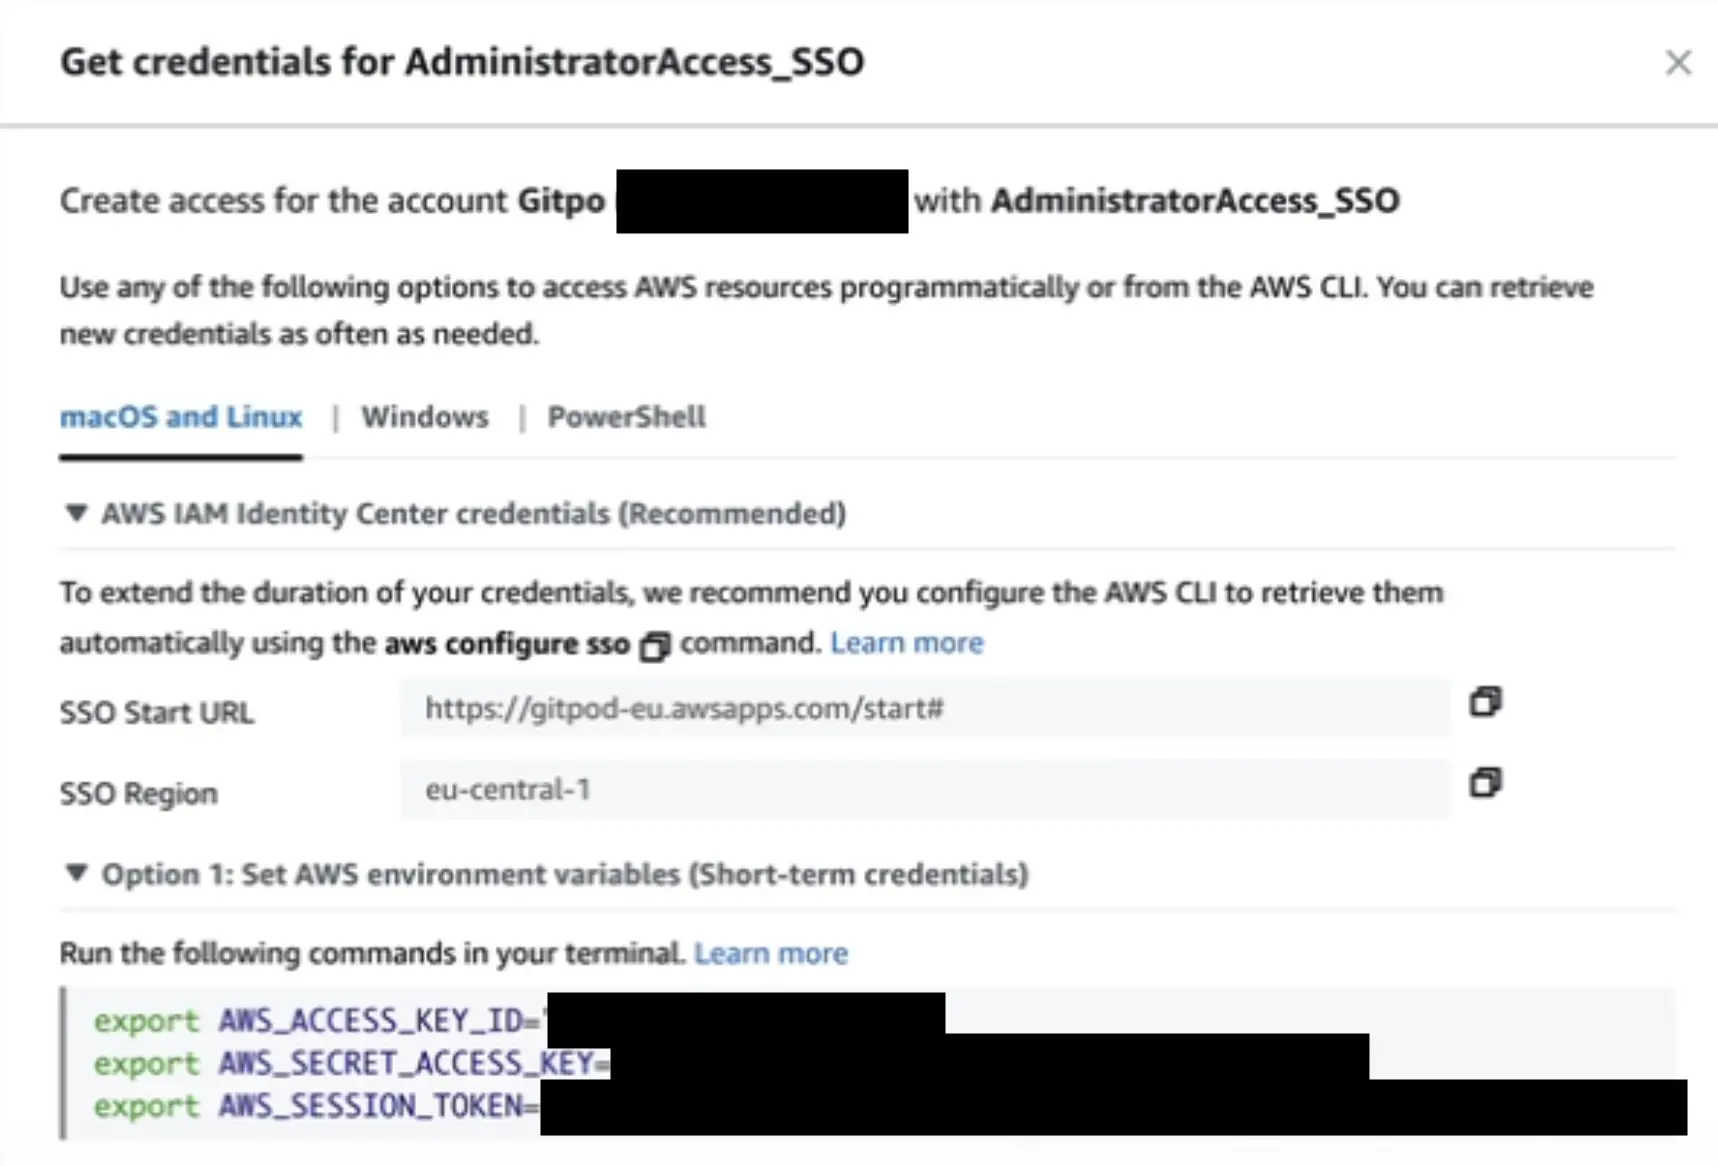 Get credentials for AdministratorAccess_SSO
Create access for the account Gitpo with AdministratorAccess_SSO
Use any of the following options to access AWS resources programmatically or from the AWS CLI. You can retrieve
new credentials as often as needed.
macOS and Linux | Windows | PowerShell
AWS IAM Identity Center credentials (Recommended)
To extend the duration of your credentials, we recommend you configure the AWS CLI to retrieve them
automatically using the aws configure sso command. Learn more
SSO Start URL https://gitpod-eu.awsapps.com/start#
SSO Region eu-central-1
Option 1: Set AWS environment variables (Short-term credentials)
Run the following commands in your terminal. Learn more
export AWS_ACCESS_KEY_ID="
export AWS_SECRET_ACCESS_KEY=
export AWS_SESSION_TOKEN=